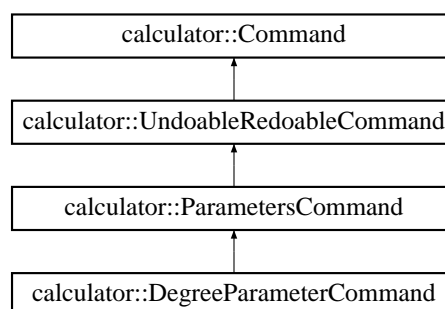 calculator::Command
calculator::UndoableRedoableCommand
calculator::ParametersCommand
calculator::DegreeParameterCommand